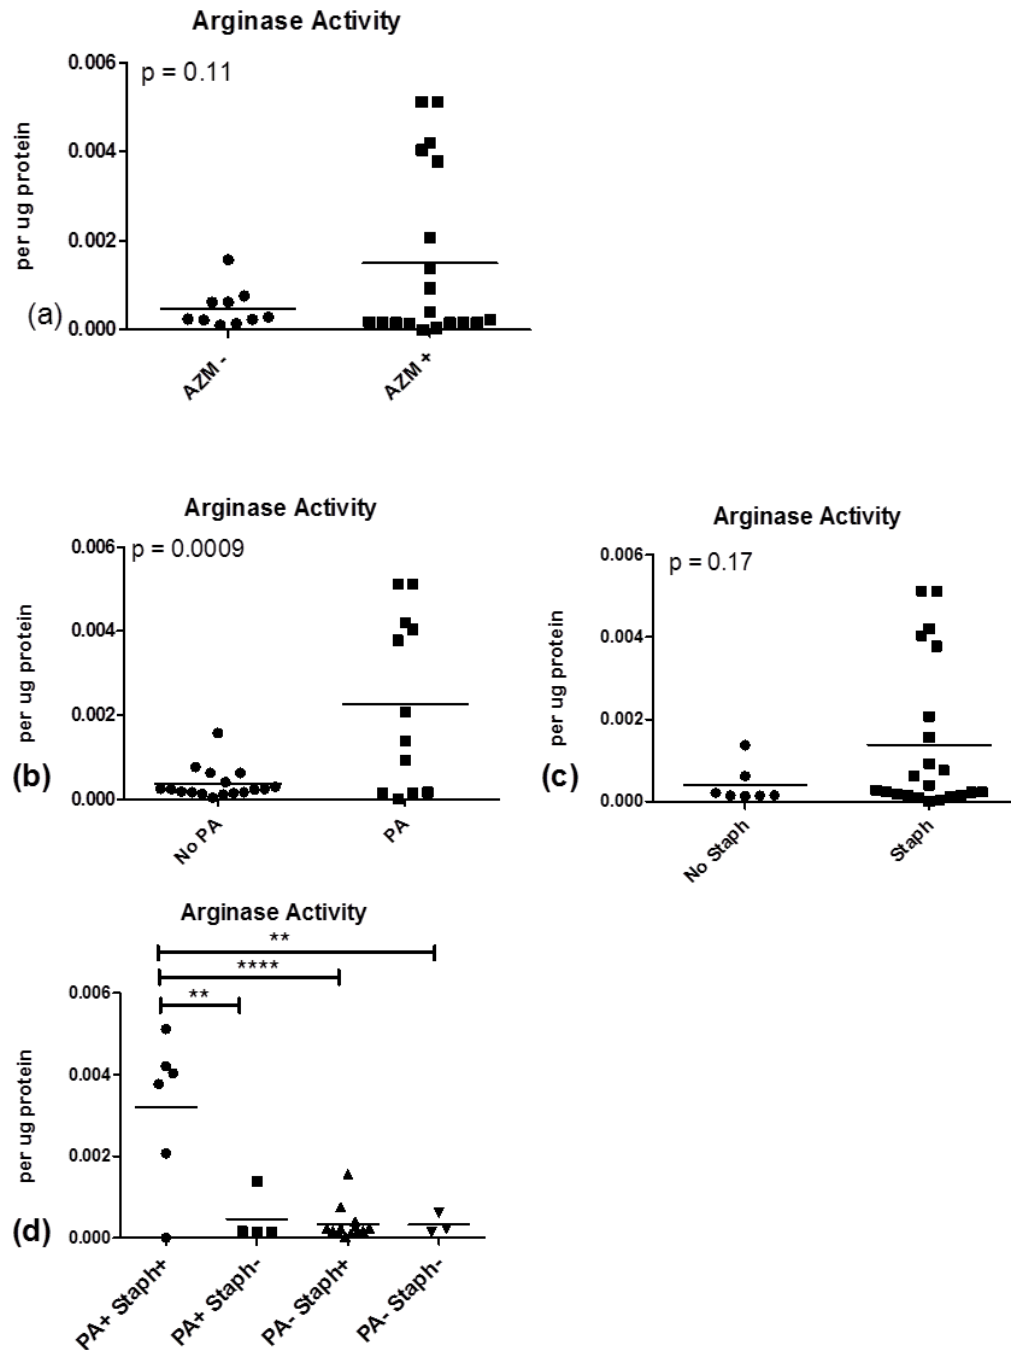 Arginase Activity
0.006
p = 0.11
0.004
per ug protein
0.002
(a)
0.000
AZM -
AZM +
Arginase Activity
0.006
p = 0.0009
0.004
per ug protein
0.002
(b)
0.000
No PA
PA
Arginase Activity
0.006
p = 0.17
0.004
per ug protein
0.002
(c)
0.000
No Staph
Staph
Arginase Activity
**
****
**
0.006
0.004
per ug protein
0.002
(d)
0.000
PA+ Staph+
PA+ Staph-
PA- Staph+
PA- Staph-